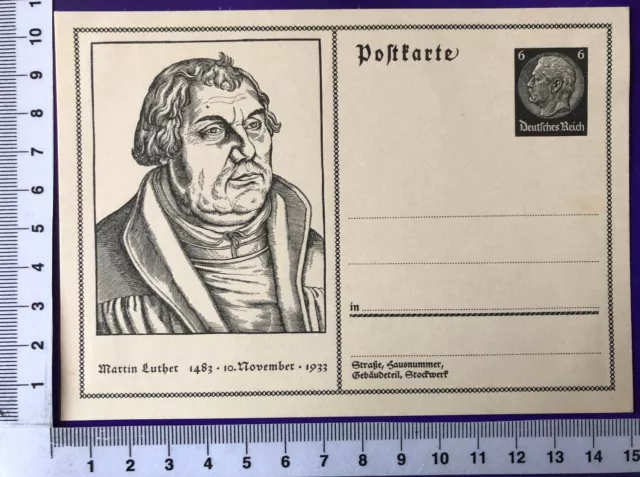 Postkarte
6 6
Deutsches Reich
in
Martin Luther 1483 · 10. November · 1933
Straße, Hausnummer,
Gebäudeteil, Stockwerk
10
9
8
7
6
5
4
3
2
1
1 2 3 4 5 6 7 8 9 10 11 12 13 14 15